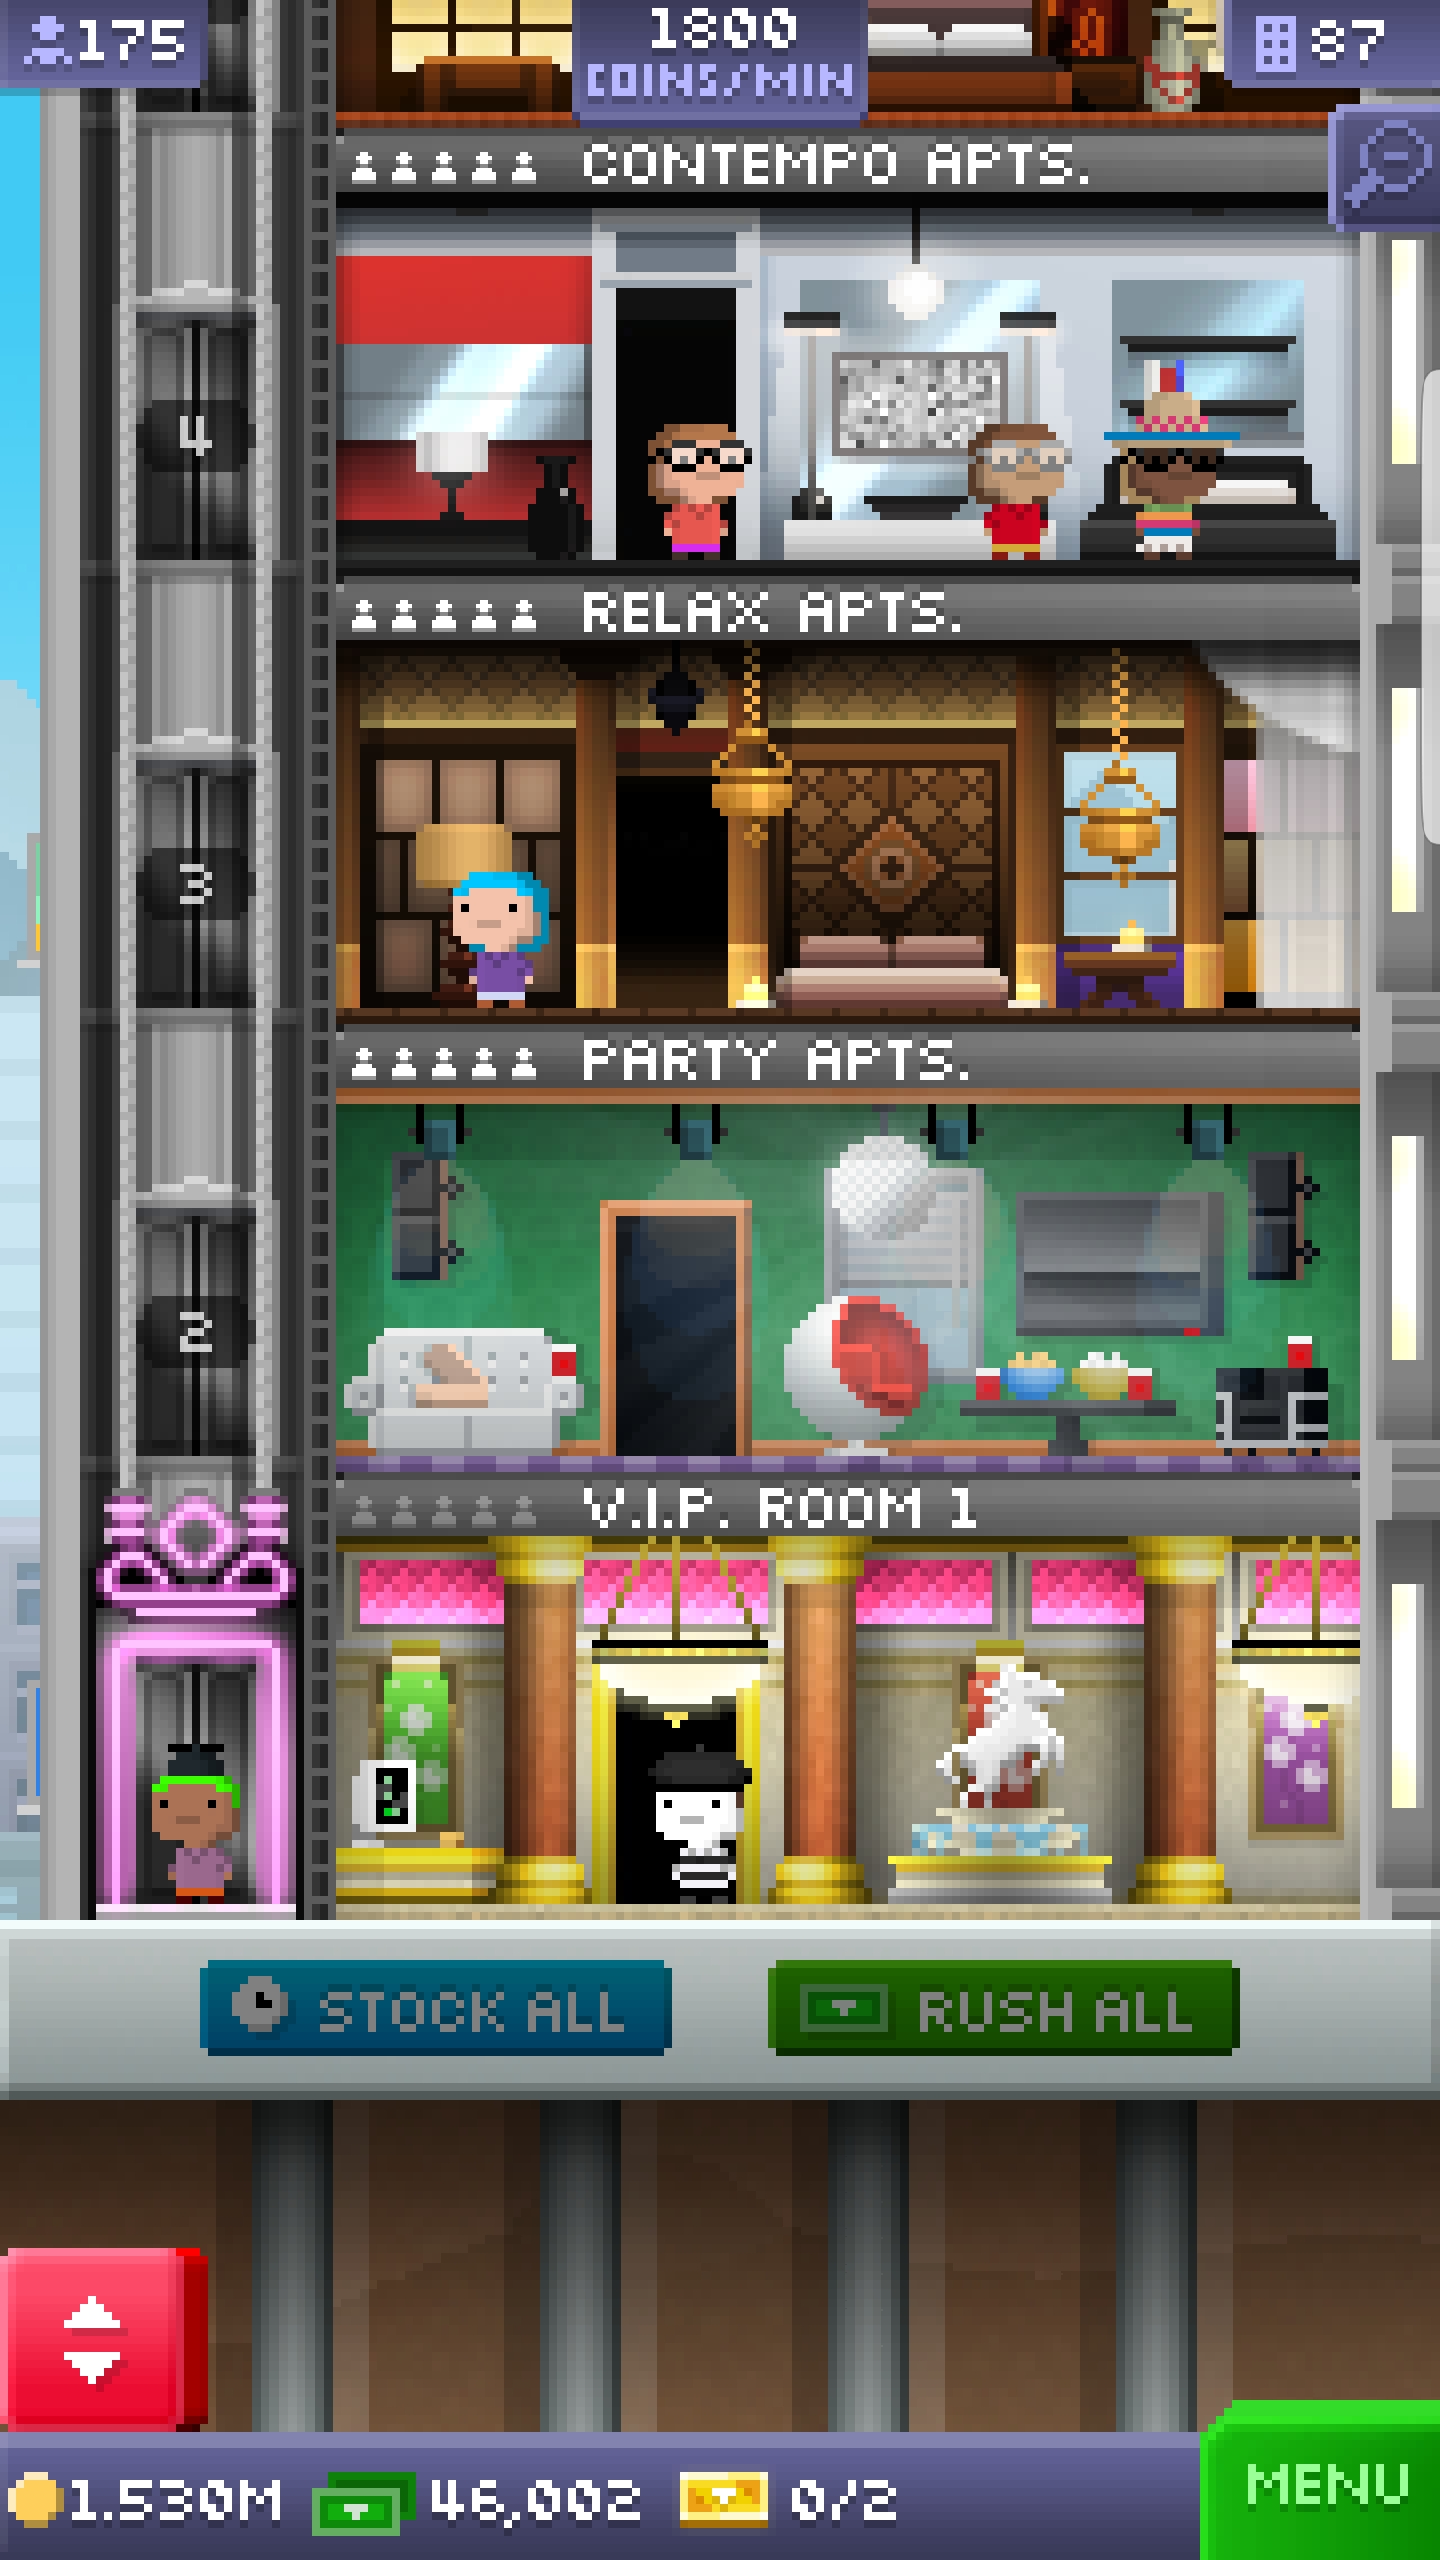 175
1800
COINS/MIN
87
CONTEMPO APTS.
4
RELAX APTS.
3
PARTY APTS.
2
V.I.P. ROOM 1
STOCK ALL
RUSH ALL
1.530M
46,002
0/2
MENU